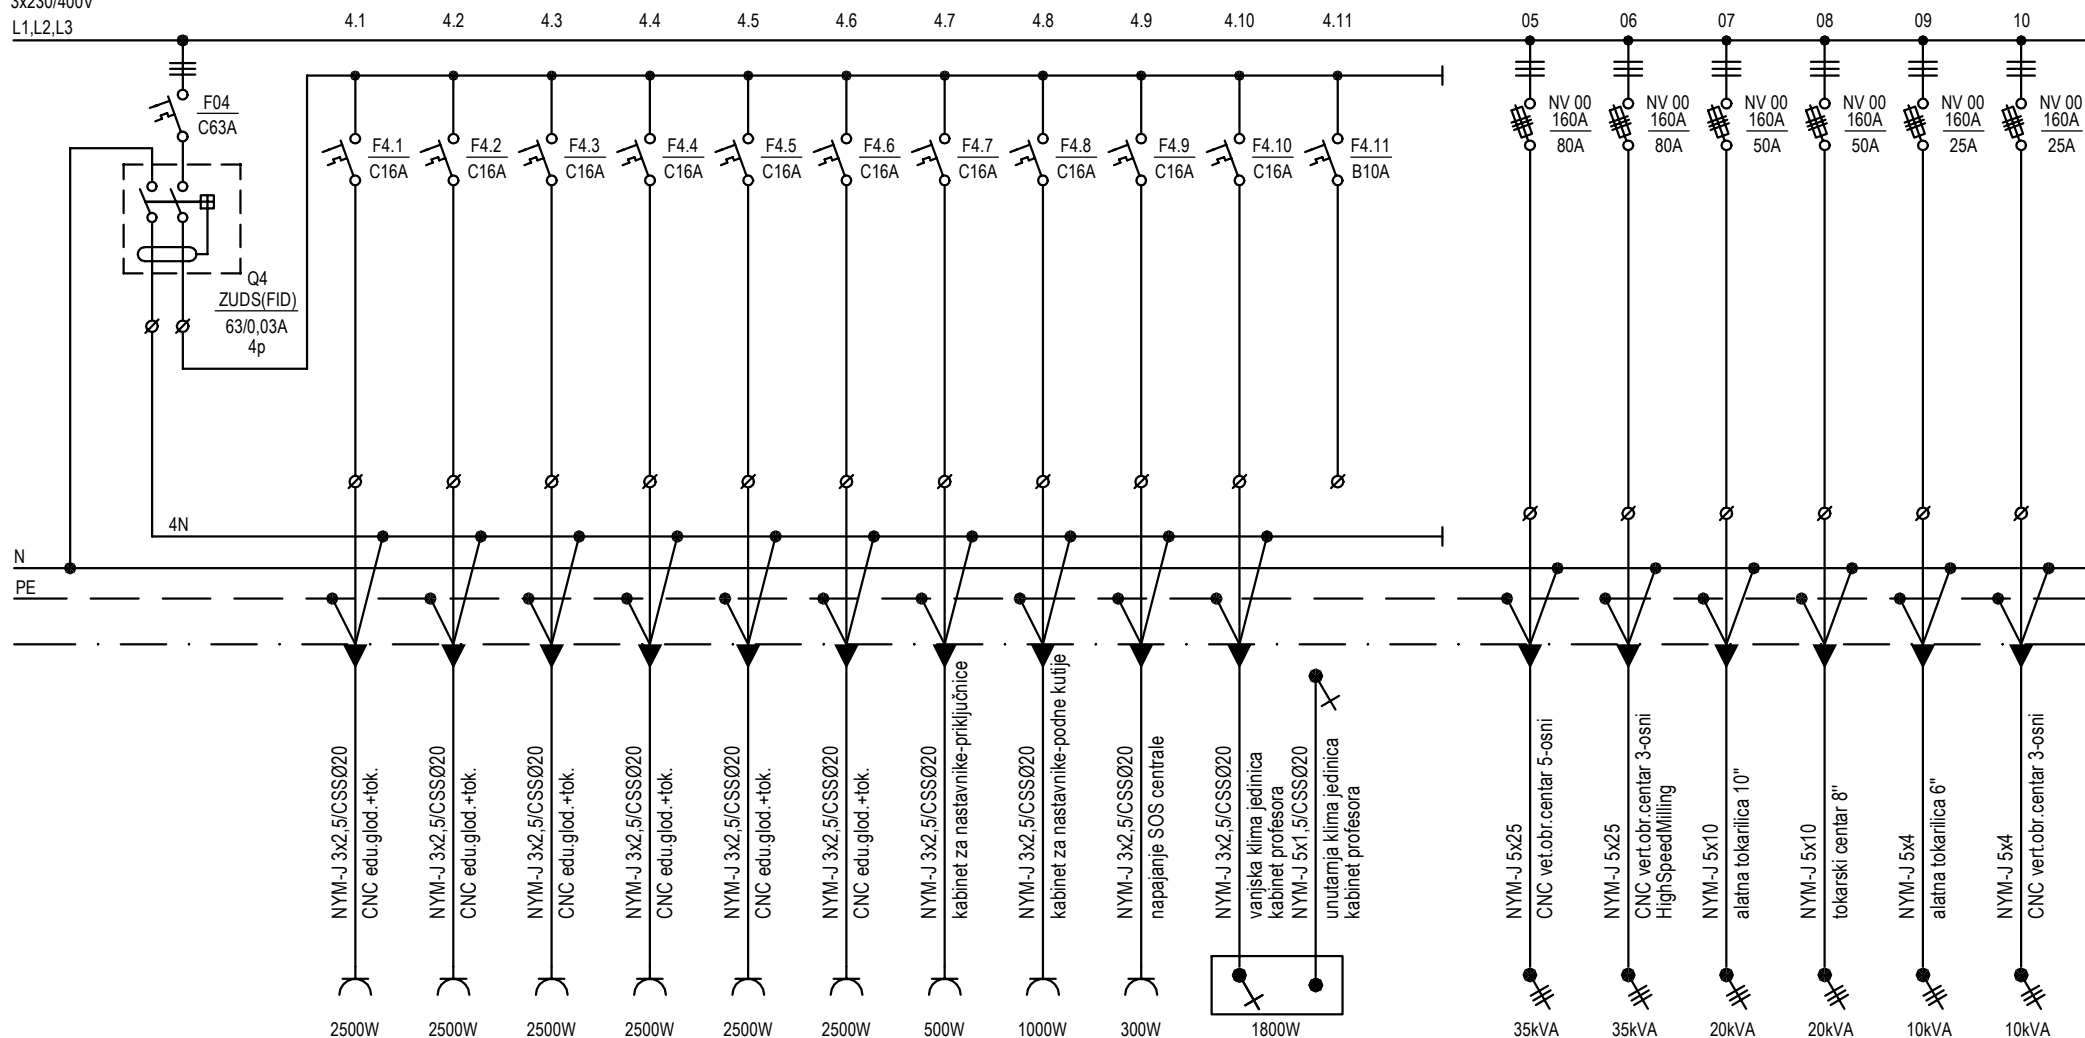 3x230/400V
L1,L2,L3
4.1 4.2 4.3 4.4 4.5 4.6 4.7 4.8 4.9 4.10 4.11 05 06 07 08 09 10
F04
C63A
F4.1
C16A
F4.2
C16A
F4.3
C16A
F4.4
C16A
F4.5
C16A
F4.6
C16A
F4.7
C16A
F4.8
C16A
F4.9
C16A
F4.10
C16A
F4.11
B10A
NV 00
160A
80A
NV 00
160A
80A
NV 00
160A
50A
NV 00
160A
50A
NV 00
160A
25A
NV 00
160A
25A
Q4
ZUDS(FID)
63/0,03A
4p
4N
N
PE
NYM-J 3x2,5/CSSØ20
CNC edu.glod.+tok.
NYM-J 3x2,5/CSSØ20
CNC edu.glod.+tok.
NYM-J 3x2,5/CSSØ20
CNC edu.glod.+tok.
NYM-J 3x2,5/CSSØ20
CNC edu.glod.+tok.
NYM-J 3x2,5/CSSØ20
CNC edu.glod.+tok.
NYM-J 3x2,5/CSSØ20
CNC edu.glod.+tok.
NYM-J 3x2,5/CSSØ20
kabinet za nastavnike-priključnice
NYM-J 3x2,5/CSSØ20
kabinet za nastavnike-podne kutije
NYM-J 3x2,5/CSSØ20
napajanje SOS centrale
NYM-J 3x2,5/CSSØ20
vanjska klima jedinica
kabinet profesora
NYM-J 5x1,5/CSSØ20
unutarnja klima jedinica
kabinet profesora
NYM-J 5x25
CNC vet.obr.centar 5-osni
NYM-J 5x25
CNC vert.obr.centar 3-osni
HighSpeedMilling
NYM-J 5x10
alatna tokarilica 10"
NYM-J 5x10
tokarski centar 8"
NYM-J 5x4
alatna tokarilica 6"
NYM-J 5x4
CNC vert.obr.centar 3-osni
2500W 2500W 2500W 2500W 2500W 2500W 500W 1000W 300W 1800W 35kVA 35kVA 20kVA 20kVA 10kVA 10kVA